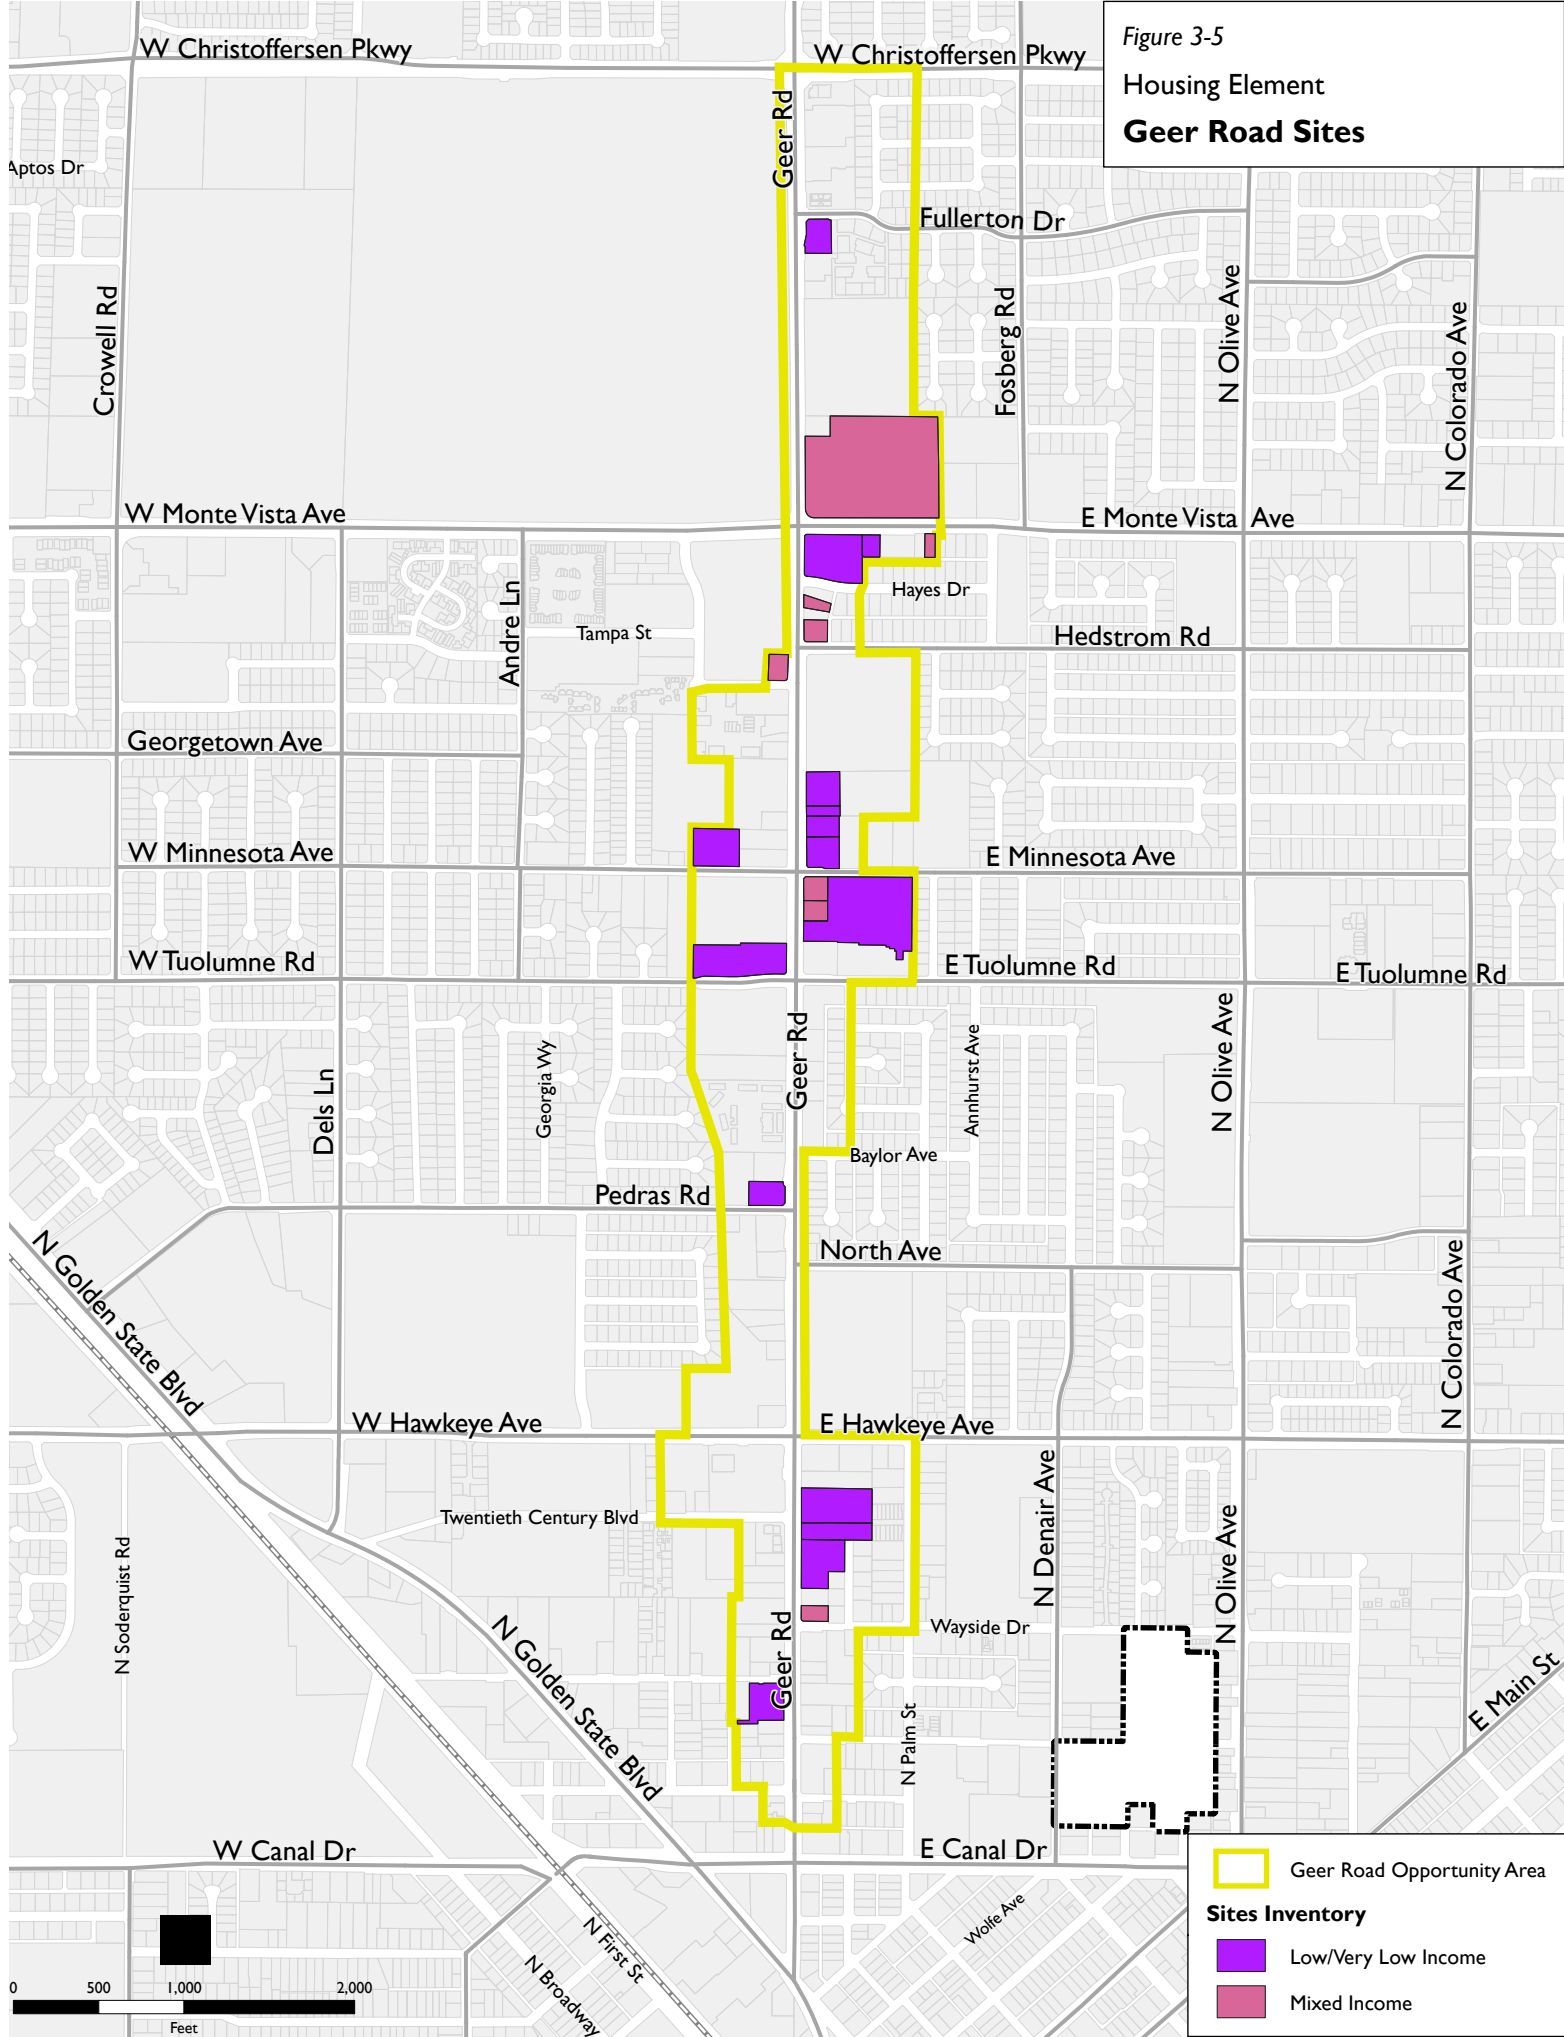 W Christoffersen Pkwy
W Christoffersen Pkwy
Figure 3-5
Housing Element
Geer Road Sites
Geer Rd
Aptos Dr
Fullerton Dr
Crowell Rd
Fosberg Rd
N Olive Ave
N Colorado Ave
W Monte Vista Ave
E Monte Vista Ave
Andre Ln
Hayes Dr
Tampa St
Hedstrom Rd
Georgetown Ave
W Minnesota Ave
E Minnesota Ave
W Tuolumne Rd
E Tuolumne Rd
E Tuolumne Rd
Geer Rd
N Olive Ave
Dels Ln
Georgia Wy
Annhurst Ave
Baylor Ave
Pedras Rd
North Ave
N Golden State Blvd
N Colorado Ave
W Hawkeye Ave
E Hawkeye Ave
Twentieth Century Blvd
N Denair Ave
N Olive Ave
N Soderquist Rd
N Golden State Blvd
Geer Rd
Wayside Dr
N Palm St
E Main St
W Canal Dr
E Canal Dr
Wolfe Ave
N First St
N Broadway
Geer Road Opportunity Area
Sites Inventory
Low/Very Low Income
Mixed Income
0 500 1,000 2,000
Feet